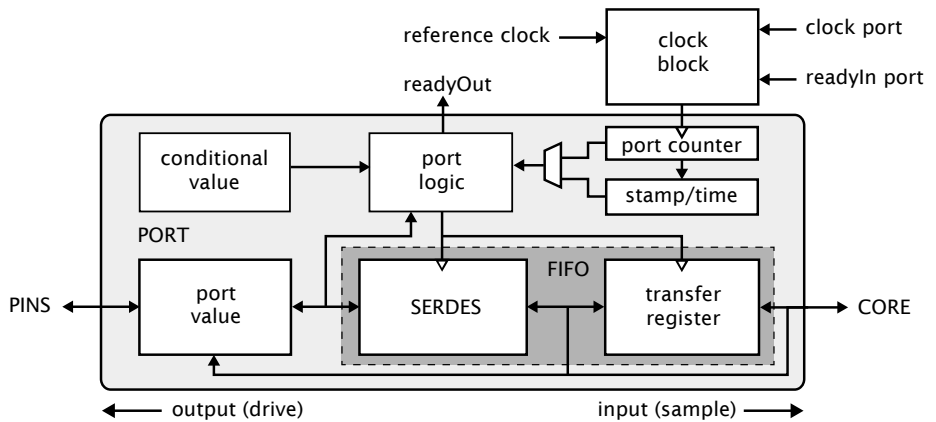 reference clock
clock block
clock port
readyIn port
readyOut
conditional value
port logic
port counter
stamp/time
PORT
FIFO
PINS
port value
SERDES
transfer register
CORE
output (drive)
input (sample)